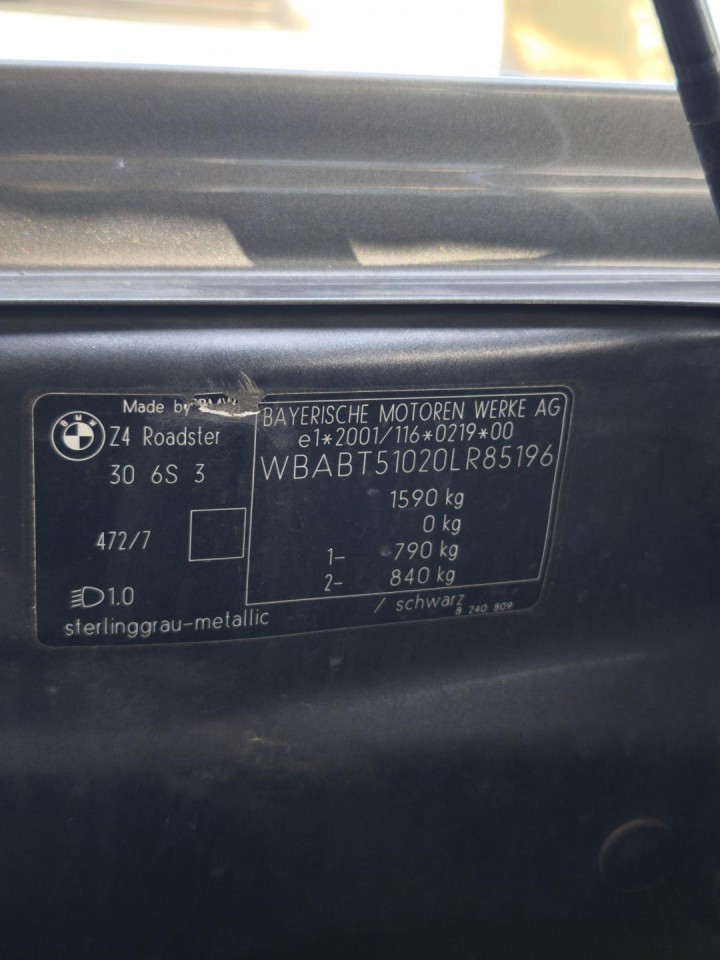 Made by BMW
Z4 Roadster
30 6S 3
472/7
1.0
sterlinggrau-metallic
BAYERISCHE MOTOREN WERKE AG
e1*2001/116*0219*00
WBABT51020LR85196
1590 kg
0 kg
1- 790 kg
2- 840 kg
/ schwarz
8 240 809